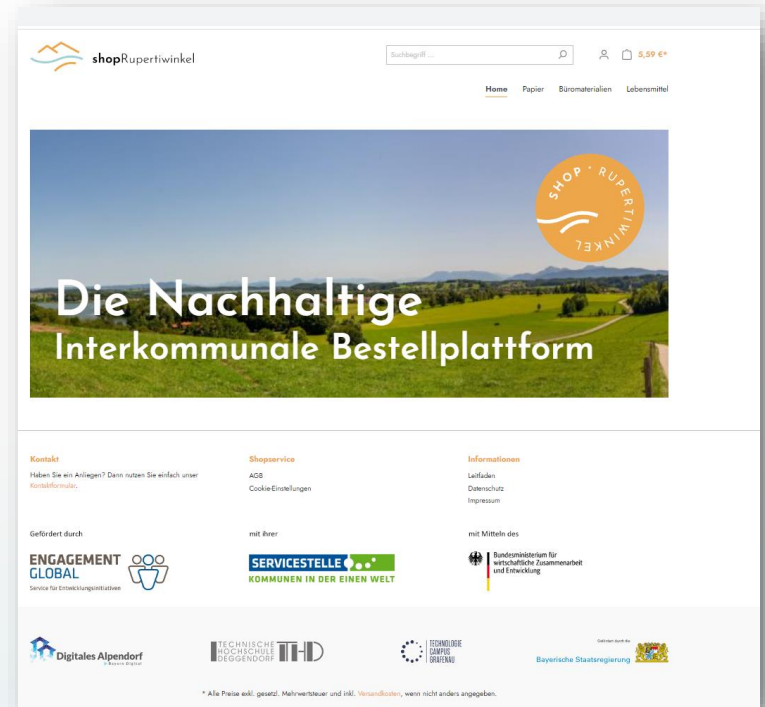 shopRupertiwinkel
Suchbegriff ...
5,59 €*
Home Papier Büromaterialien Lebensmittel
SHOP · RUPERTIWINKEL
Die Nachhaltige
Interkommunale Bestellplattform
Kontakt
Haben Sie ein Anliegen? Dann nutzen Sie einfach unser
Kontaktformular.
Shopservice
AGB
Cookie-Einstellungen
Informationen
Leitfaden
Datenschutz
Impressum
Gefördert durch
ENGAGEMENT
GLOBAL
Service für Entwicklungsinitiativen
mit ihrer
SERVICESTELLE
KOMMUNEN IN DER EINEN WELT
mit Mitteln des
Bundesministerium für
wirtschaftliche Zusammenarbeit
und Entwicklung
Digitales Alpendorf
TECHNISCHE
HOCHSCHULE
DEGGENDORF
THD
TECHNOLOGIE
CAMPUS
GRAFENAU
Bayerische Staatsregierung
* Alle Preise exkl. gesetzl. Mehrwertsteuer und inkl. Versandkosten, wenn nicht anders angegeben.